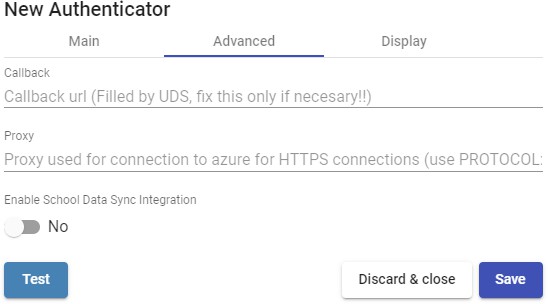 New Authenticator
Main Advanced Display
Callback
Callback url (Filled by UDS, fix this only if necesary!!)
Proxy
Proxy used for connection to azure for HTTPS connections (use PROTOCOL:
Enable School Data Sync Integration
No
Test Discard & close Save